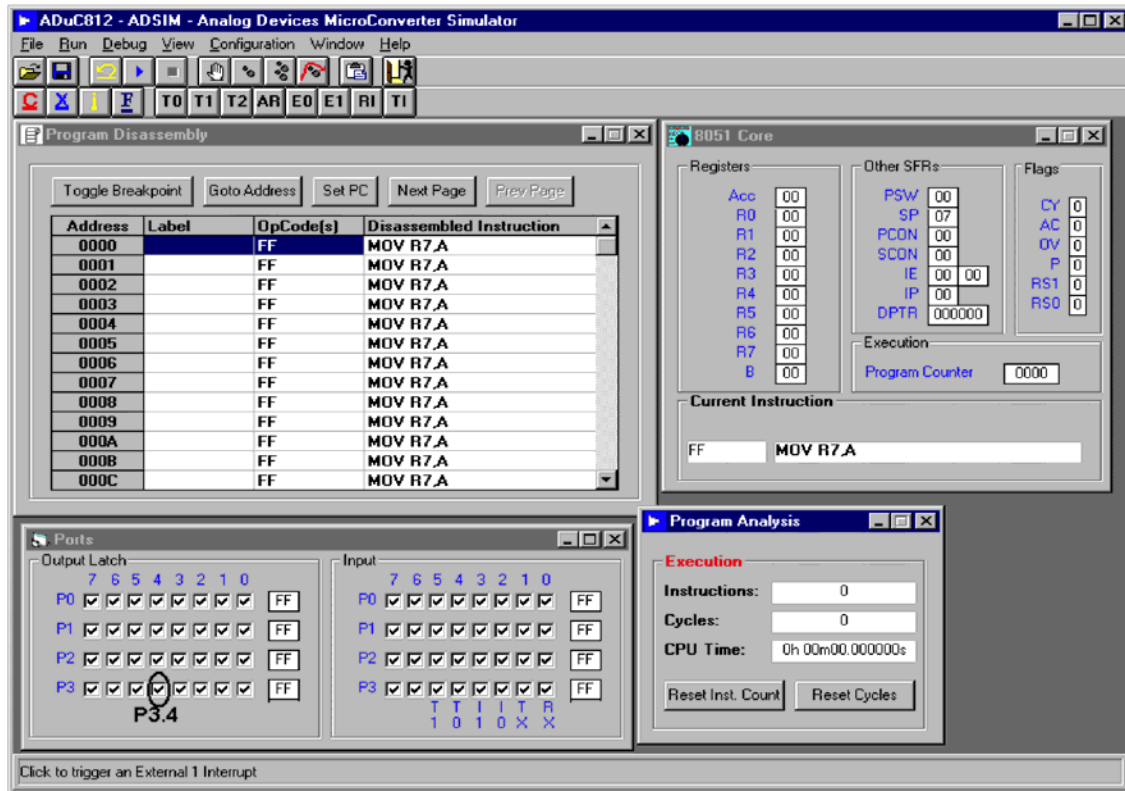 ADuC812 - ADSIM - Analog Devices MicroConverter Simulator
File Run Debug View Configuration Window Help
C X i F T0 T1 T2 AR E0 E1 RI TI
Program Disassembly
Toggle Breakpoint Goto Address Set PC Next Page Prev Page
Address Label OpCode(s) Disassembled Instruction
0000 FF MOV R7,A
0001 FF MOV R7,A
0002 FF MOV R7,A
0003 FF MOV R7,A
0004 FF MOV R7,A
0005 FF MOV R7,A
0006 FF MOV R7,A
0007 FF MOV R7,A
0008 FF MOV R7,A
0009 FF MOV R7,A
000A FF MOV R7,A
000B FF MOV R7,A
000C FF MOV R7,A
8051 Core
Registers
Acc 00
R0 00
R1 00
R2 00
R3 00
R4 00
R5 00
R6 00
R7 00
B 00
Other SFRs
PSW 00
SP 07
PCON 00
SCON 00
IE 00 00
IP 00
DPTR 000000
Flags
CY 0
AC 0
OV 0
P 0
RS1 0
RS0 0
Execution
Program Counter 0000
Current Instruction
FF MOV R7,A
Ports
Output Latch
7 6 5 4 3 2 1 0
P0 FF
P1 FF
P2 FF
P3 FF
P3.4
Input
7 6 5 4 3 2 1 0
P0 FF
P1 FF
P2 FF
P3 FF
T T I I T R
1 0 1 0 X X
Program Analysis
Execution
Instructions: 0
Cycles: 0
CPU Time: 0h 00m00.000000s
Reset Inst. Count Reset Cycles
Click to trigger an External 1 Interrupt